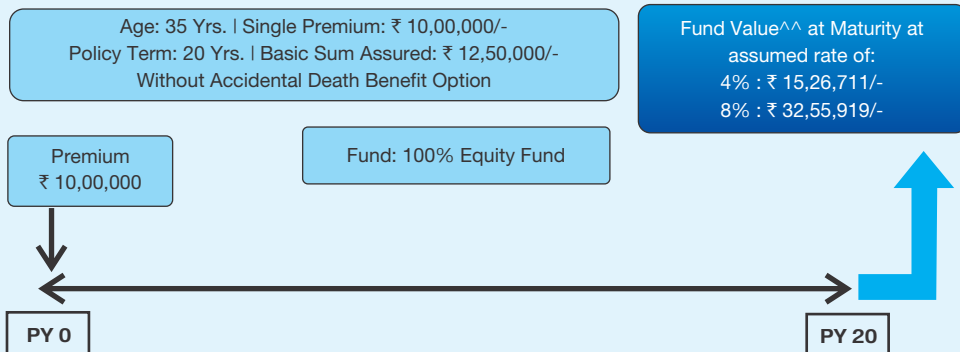 Age: 35 Yrs. | Single Premium: ₹ 10,00,000/-
Policy Term: 20 Yrs. | Basic Sum Assured: ₹ 12,50,000/-
Without Accidental Death Benefit Option
Fund Value^^ at Maturity at
assumed rate of:
4% : ₹ 15,26,711/-
8% : ₹ 32,55,919/-
Premium
₹ 10,00,000
Fund: 100% Equity Fund
PY 0
PY 20